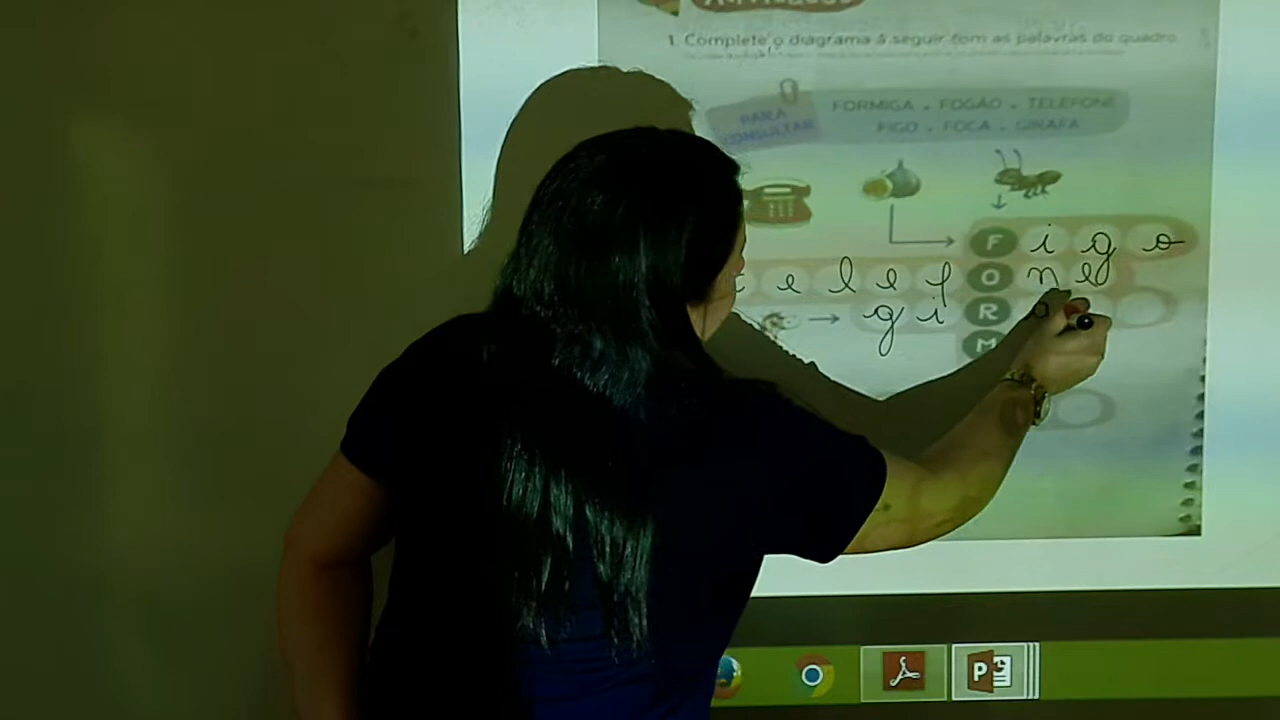 1. Complete o diagrama a seguir com as palavras do quadro
PARA CONSULTAR
FORMIGA . FOGÃO . TELEFONE
FIGO . FOCA . GIRAFA
F i g o
t e l e f O n e
g i R
M
P